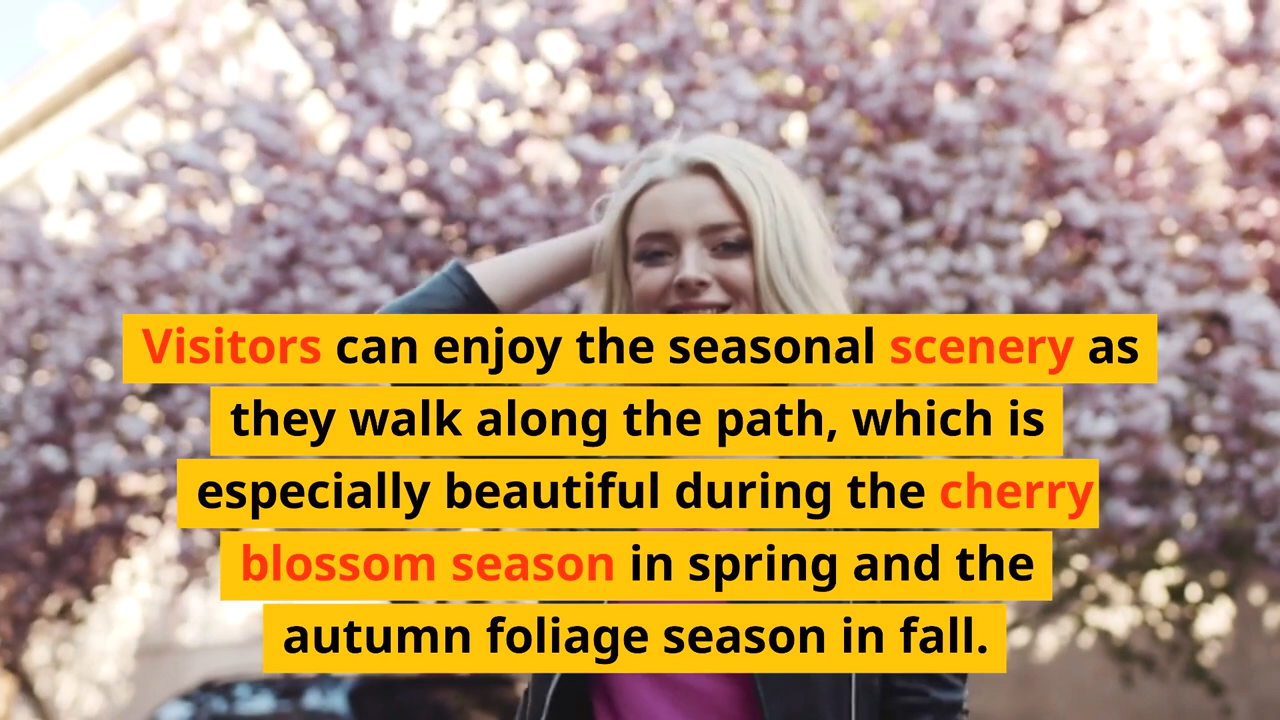 Visitors can enjoy the seasonal scenery as
they walk along the path, which is
especially beautiful during the cherry
blossom season in spring and the
autumn foliage season in fall.